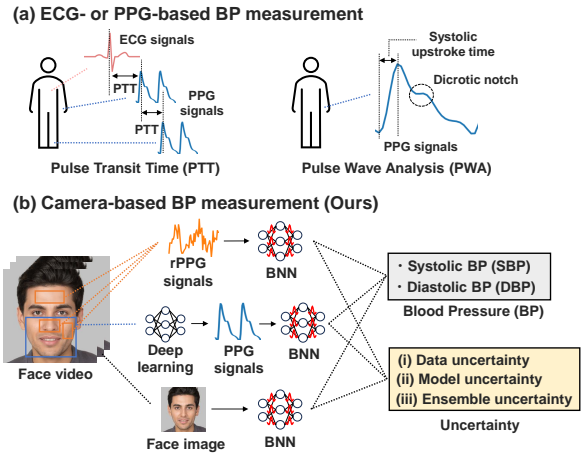 (a) ECG- or PPG-based BP measurement
ECG signals
PTT
PPG
signals
PTT
Pulse Transit Time (PTT)
Systolic
upstroke time
Dicrotic notch
PPG signals
Pulse Wave Analysis (PWA)
(b) Camera-based BP measurement (Ours)
rPPG
signals
BNN
Deep
learning
PPG
signals
BNN
Face video
Face image
BNN
・Systolic BP (SBP)
・Diastolic BP (DBP)
Blood Pressure (BP)
(i) Data uncertainty
(ii) Model uncertainty
(iii) Ensemble uncertainty
Uncertainty